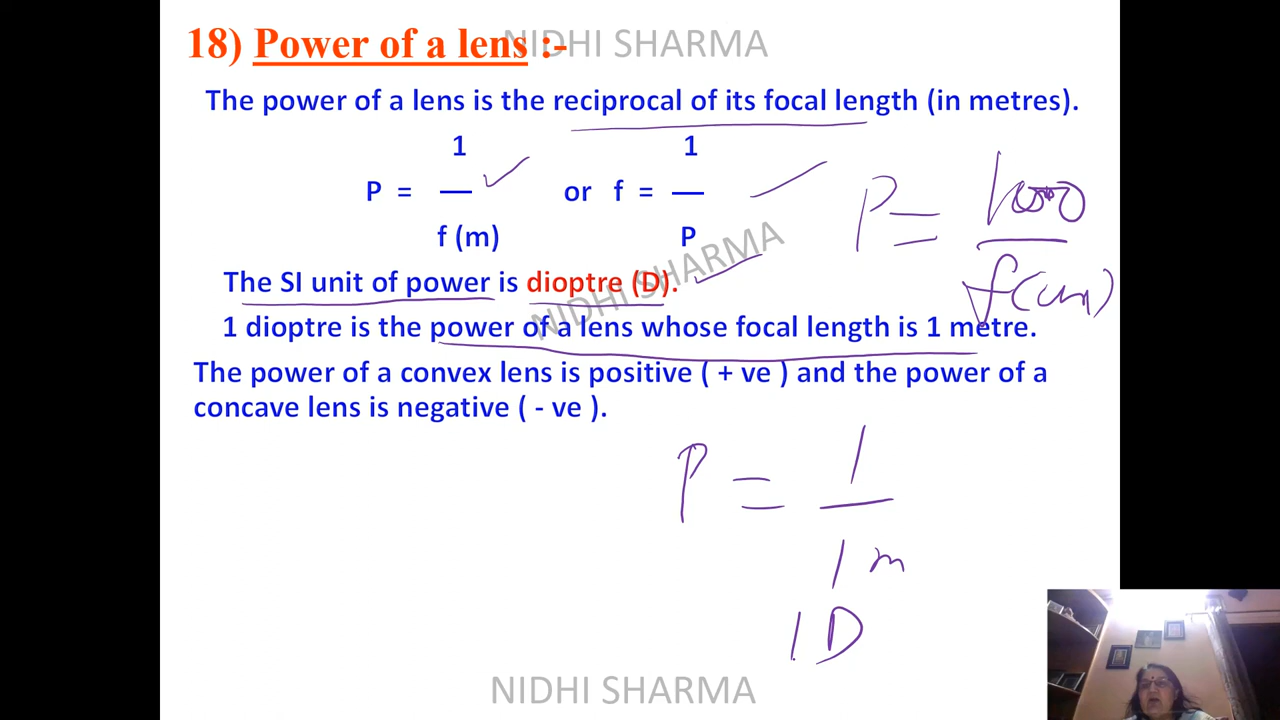 NIDHI SHARMA
18) Power of a lens :-
The power of a lens is the reciprocal of its focal length (in metres).
1 1
P = — or f = —
f (m) P
P = 1000
f(cm)
NIDHI SHARMA
The SI unit of power is dioptre (D).
1 dioptre is the power of a lens whose focal length is 1 metre.
The power of a convex lens is positive ( + ve ) and the power of a
concave lens is negative ( - ve ).
P = 1
1 m
1D
NIDHI SHARMA